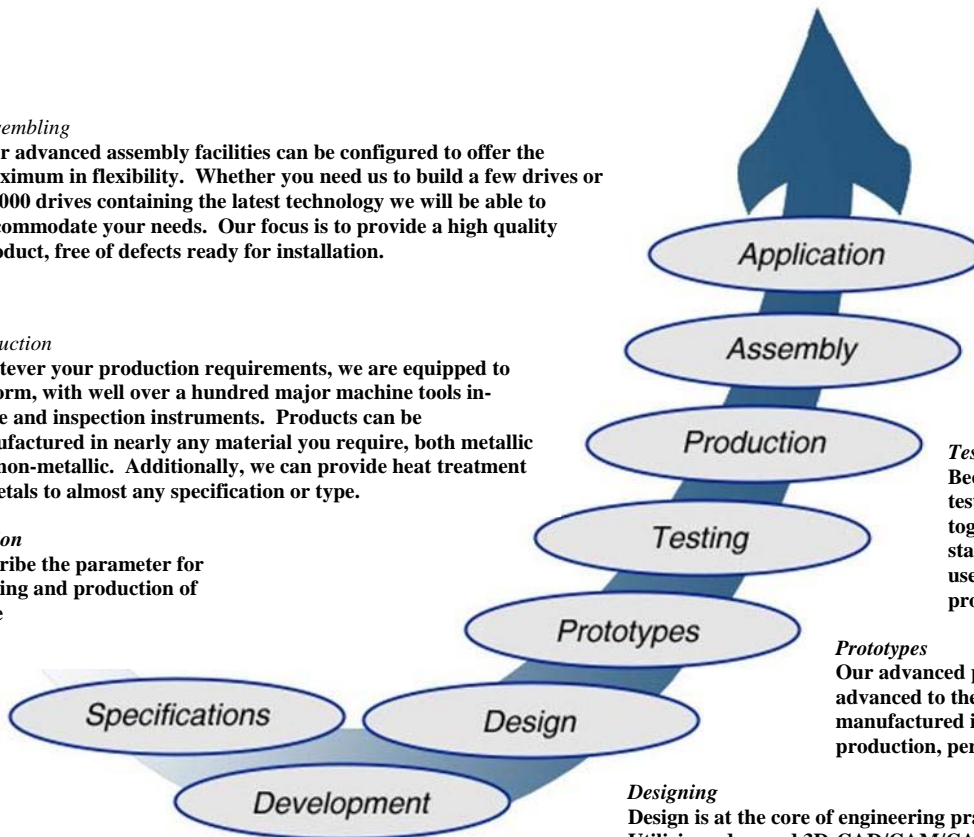 sembling
r advanced assembly facilities can be configured to offer the
ximum in flexibility. Whether you need us to build a few drives or
000 drives containing the latest technology we will be able to
commodate your needs. Our focus is to provide a high quality
oduct, free of defects ready for installation.
Application
Assembly
uction
tever your production requirements, we are equipped to
orm, with well over a hundred major machine tools in-
e and inspection instruments. Products can be
ufactured in nearly any material you require, both metallic
non-metallic. Additionally, we can provide heat treatment
etals to almost any specification or type.
Production
Tes
Bec
test
tog
sta
use
pro
Testing
on
ribe the parameter for
ing and production of
e
Prototypes
Prototypes
Our advanced p
advanced to the
manufactured i
production, per
Specifications
Design
Development
Designing
Design is at the core of engineering pra
Utilizing advanced 3D CAD/CAM/CA